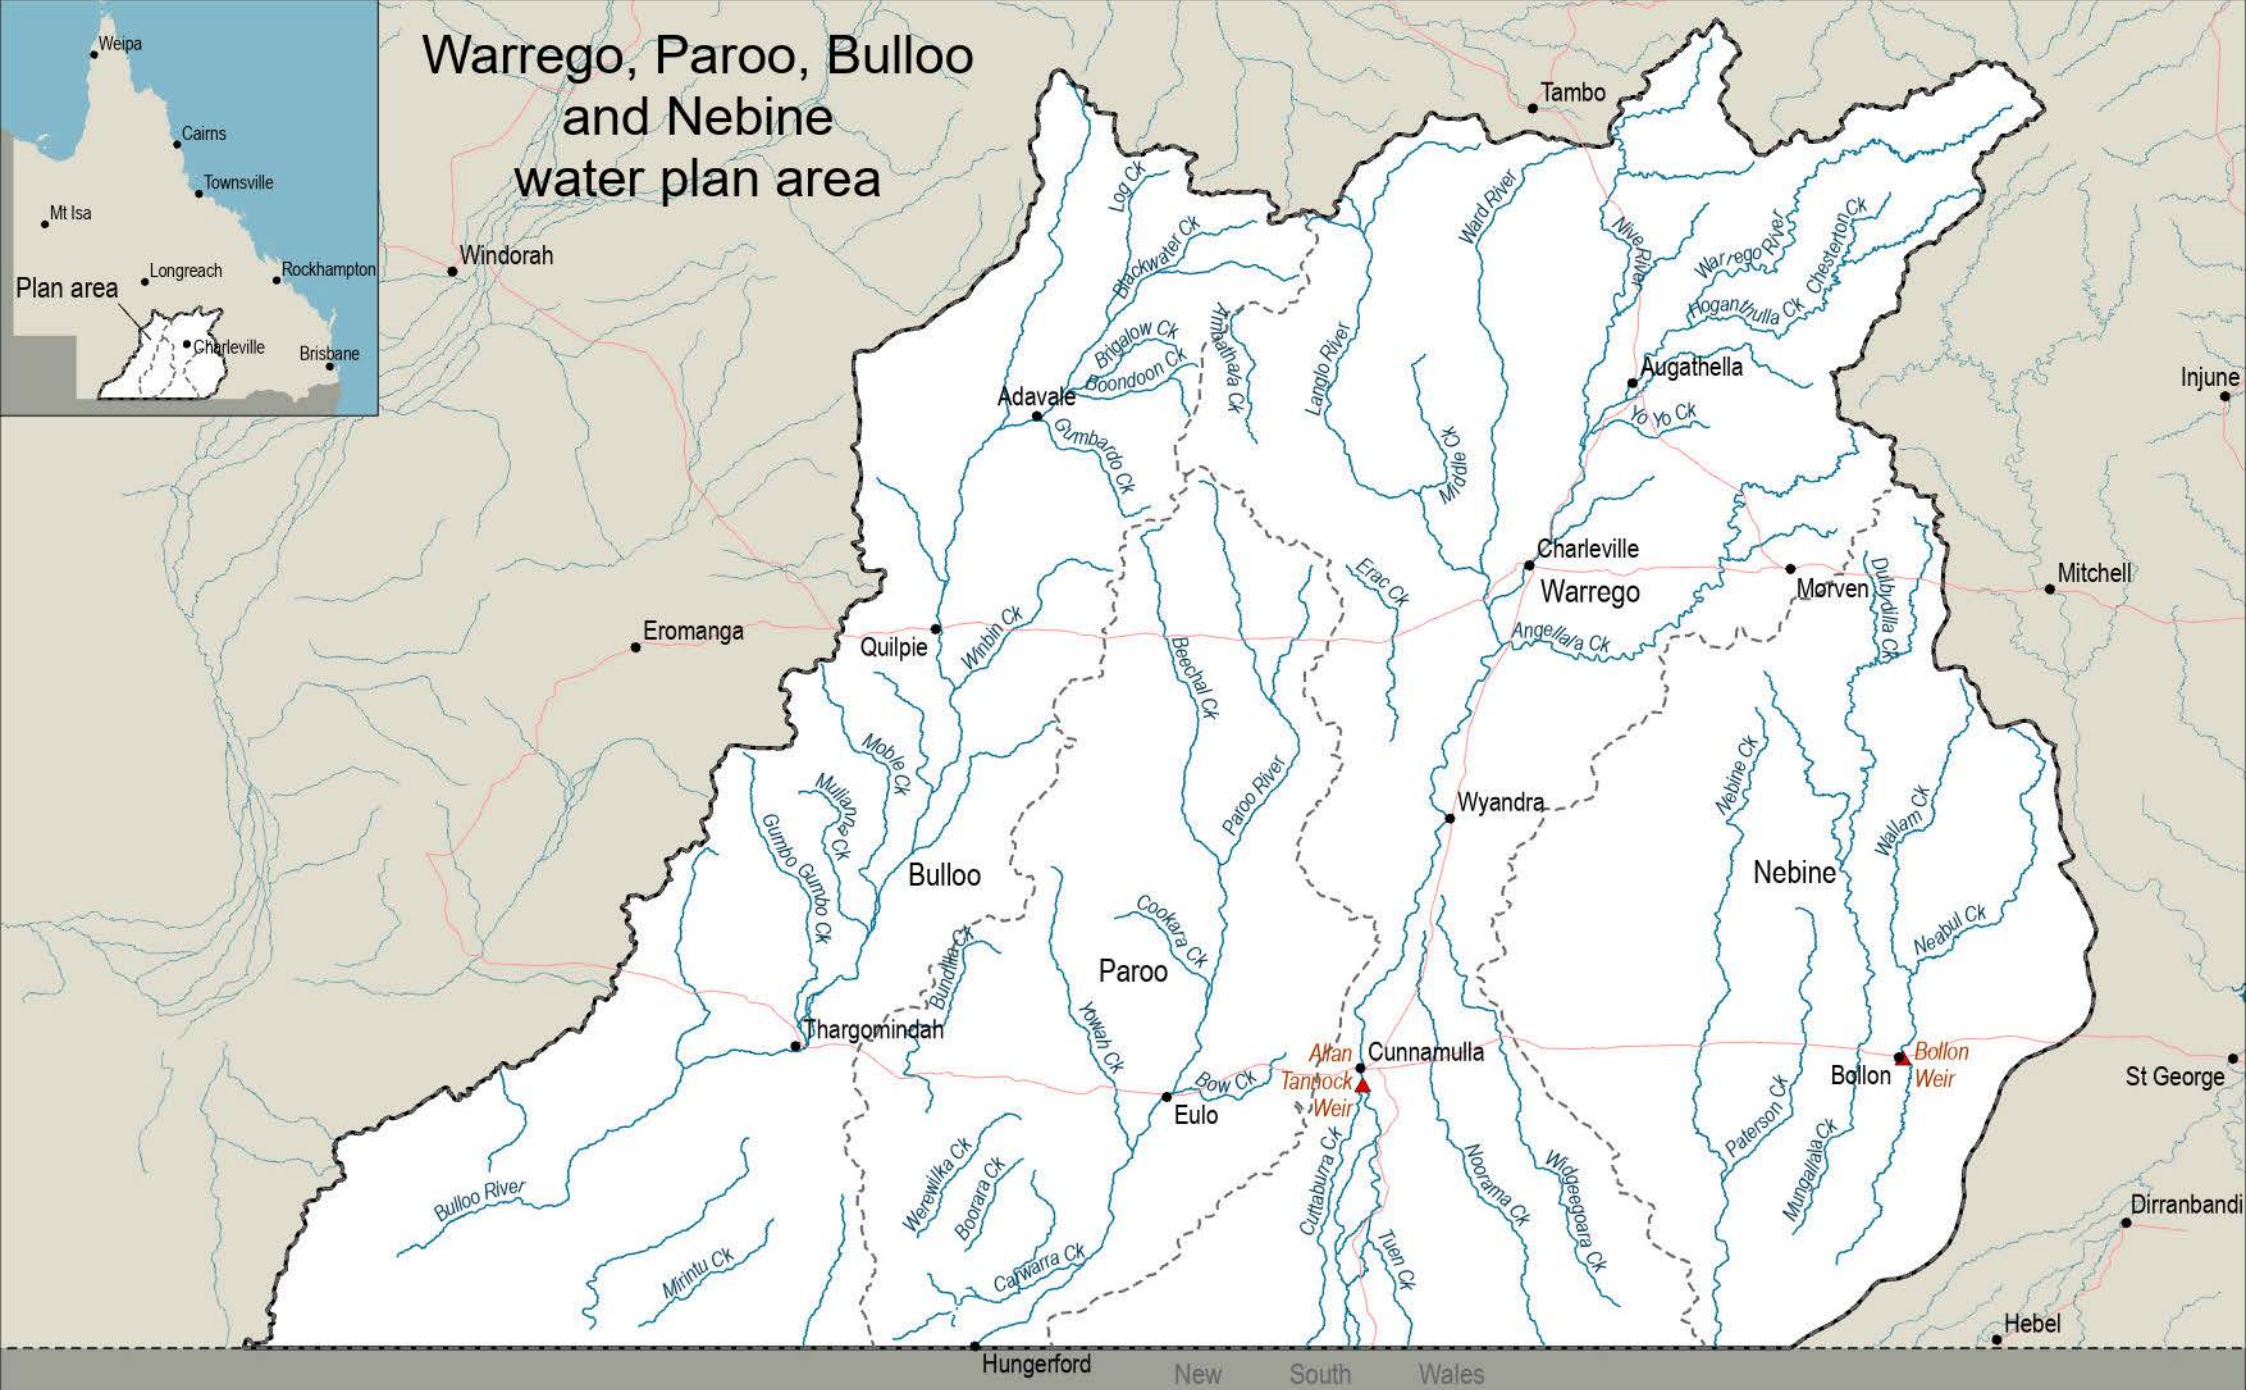 Warrego, Paroo, Bulloo
and Nebine
water plan area
Weipa
Cairns
Townsville
Mt Isa
Longreach
Rockhampton
Plan area
Charleville
Brisbane
Tambo
Windorah
Log Ck
Ward River
Nive River
Warrego River
Chesterton Ck
Blackwater Ck
Hoganthulla Ck
Ambathala Ck
Brigalow Ck
Boondoon Ck
Langlo River
Augathella
Injune
Adavale
Gumbardo Ck
Yo Yo Ck
Middle Ck
Charleville
Warrego
Erac Ck
Morven
Dulbydilla Ck
Mitchell
Eromanga
Quilpie
Winbin Ck
Beechal Ck
Angellala Ck
Moble Ck
Mulianna Ck
Gumbo Gumbo Ck
Paroo River
Wyandra
Nebine Ck
Wallam Ck
Bulloo
Nebine
Cookara Ck
Neabul Ck
Bundilla Ck
Paroo
Yowah Ck
Thargomindah
Allan
Tannock
Weir
Cunnamulla
Bollon
Bollon
Weir
St George
Bow Ck
Eulo
Paterson Ck
Mungallala Ck
Werewilka Ck
Boorara Ck
Cuttaburra Ck
Noorama Ck
Widgeegoara Ck
Bulloo River
Dirranbandi
Mirintu Ck
Carwarra Ck
Tuen Ck
Hebel
Hungerford
New South Wales